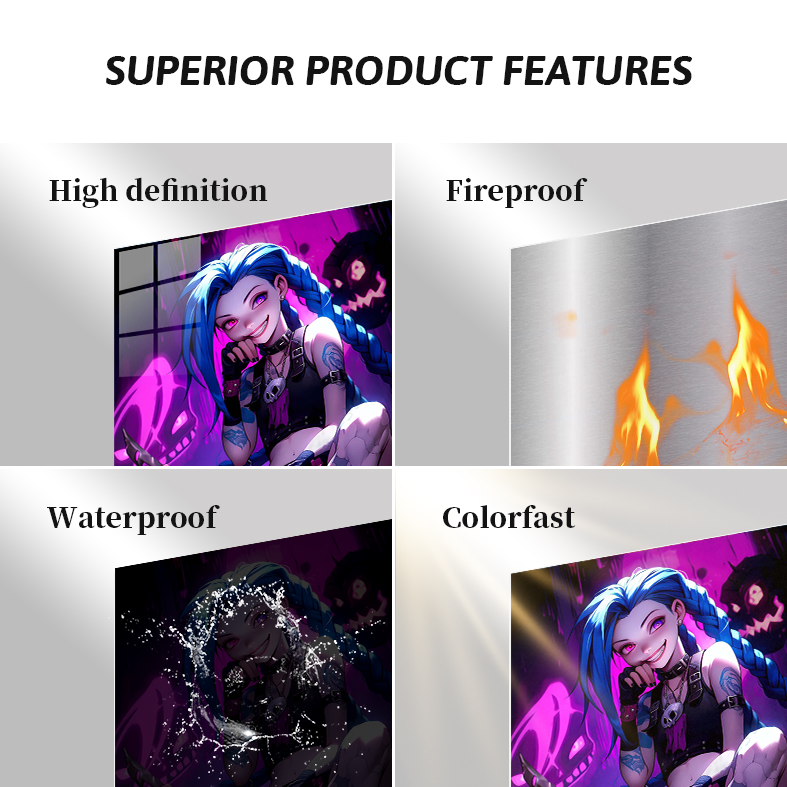 SUPERIOR PRODUCT FEATURES
High definition
Fireproof
Waterproof
Colorfast